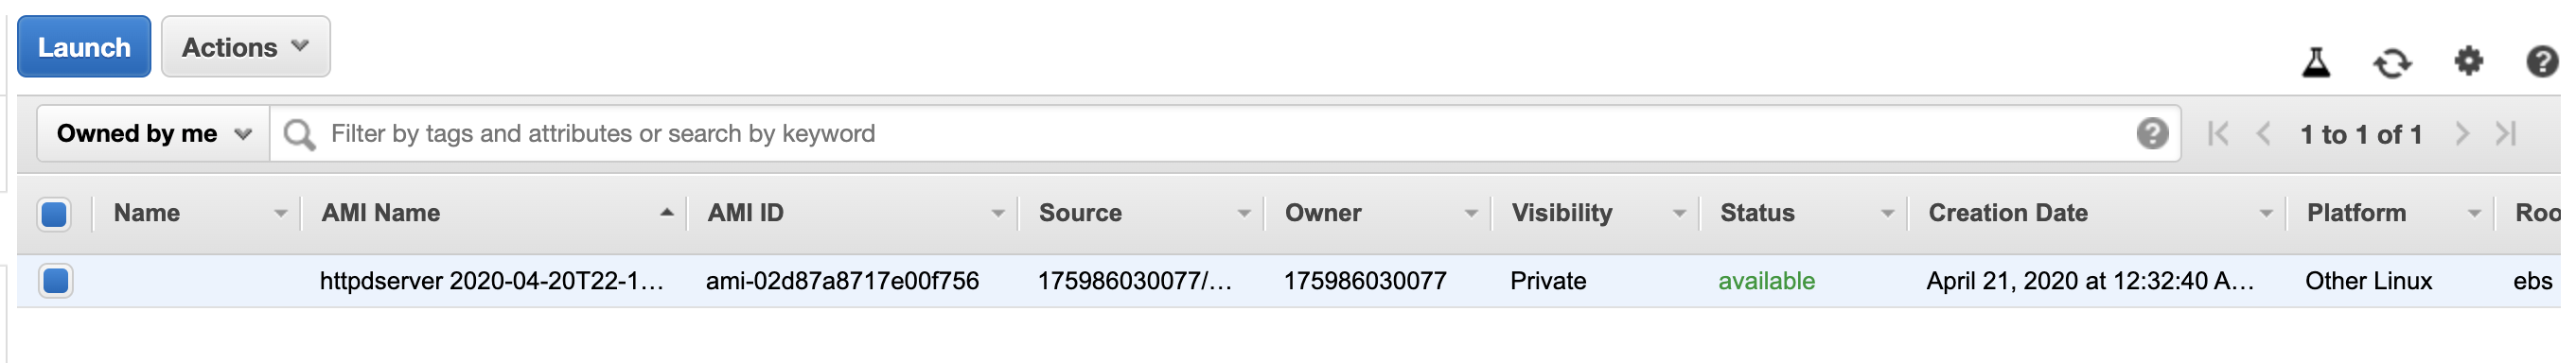 Launch Actions
Owned by me Filter by tags and attributes or search by keyword ? 1 to 1 of 1
Name AMI Name AMI ID Source Owner Visibility Status Creation Date Platform Roo
httpdserver 2020-04-20T22-1... ami-02d87a8717e00f756 175986030077/... 175986030077 Private available April 21, 2020 at 12:32:40 A... Other Linux ebs